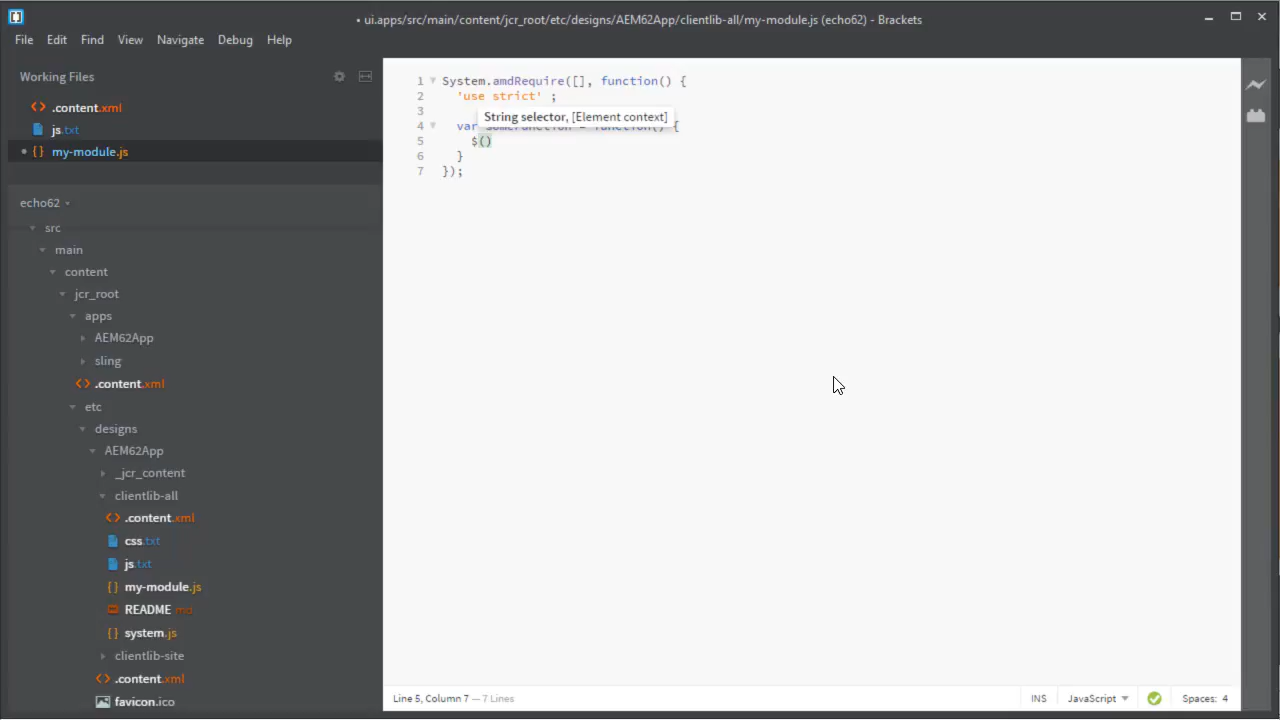 • ui.apps/src/main/content/jcr_root/etc/designs/AEM62App/clientlib-all/my-module.js (echo62) - Brackets
File Edit Find View Navigate Debug Help
Working Files
.content.xml
js.txt
my-module.js
echo62
src
main
content
jcr_root
apps
AEM62App
sling
.content.xml
etc
designs
AEM62App
_jcr_content
clientlib-all
.content.xml
css.txt
js.txt
my-module.js
README
system.js
clientlib-site
.content.xml
favicon.ico
1 System.amdRequire([], function() {
2 'use strict' ;
3
String selector, [Element context]
4 var someFunction = function() {
5 $()
6 }
7 });
Line 5, Column 7 — 7 Lines
INS JavaScript Spaces: 4